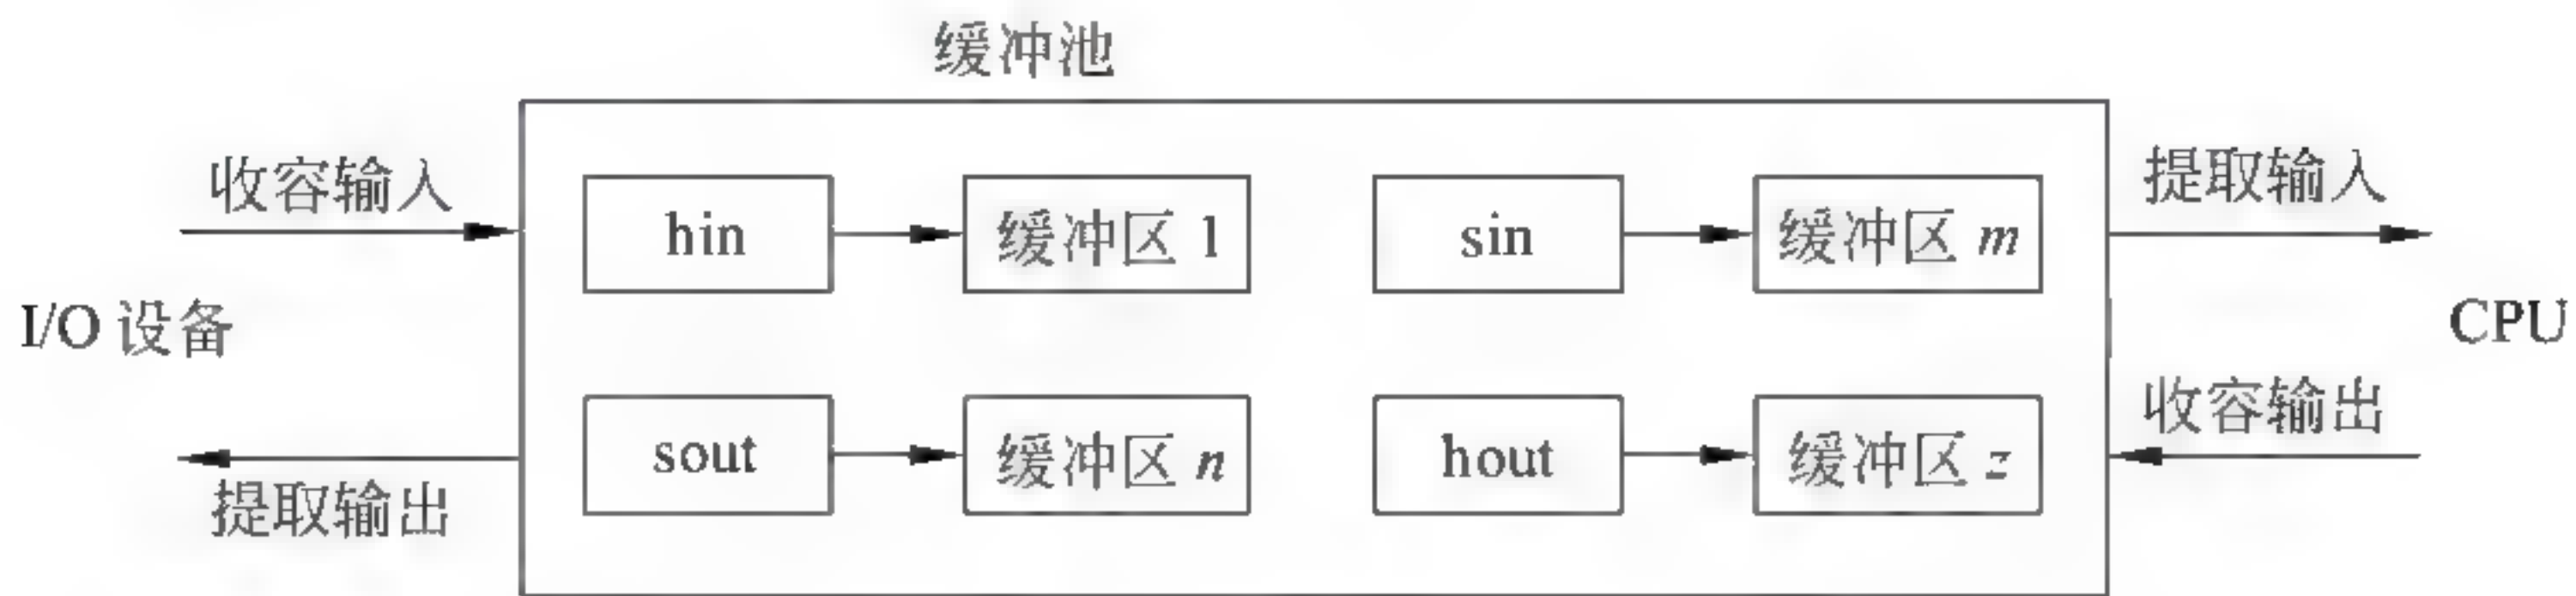 缓冲池
收容输入
hin
缓冲区 1
sin
缓冲区 m
提取输入
I/O 设备
CPU
sout
缓冲区 n
hout
缓冲区 z
收容输出
提取输出